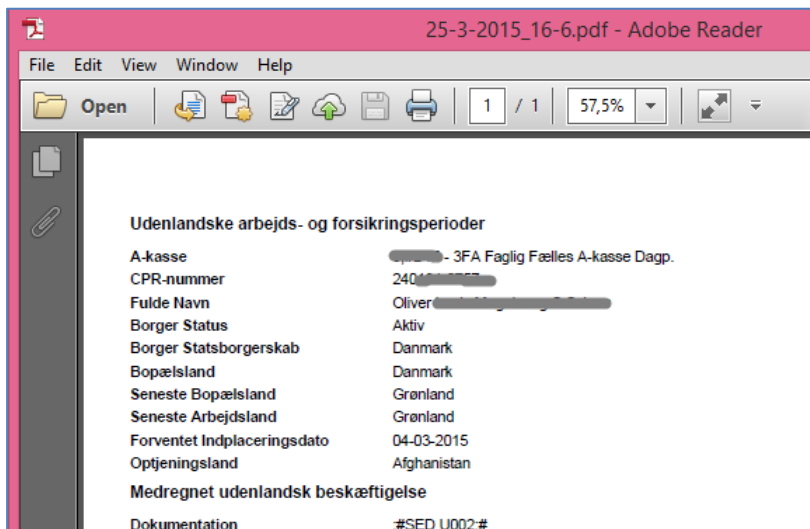 25-3-2015_16-6.pdf - Adobe Reader
File Edit View Window Help
Open 1 / 1 57,5%
Udenlandske arbejds- og forsikringsperioder
A-kasse - 3FA Faglig Fælles A-kasse Dagp.
CPR-nummer
Fulde Navn Oliver
Borger Status Aktiv
Borger Statsborgerskab Danmark
Bopælsland Danmark
Seneste Bopælsland Grønland
Seneste Arbejdsland Grønland
Forventet Indplaceringsdato 04-03-2015
Optjeningsland Afghanistan
Medregnet udenlandsk beskæftigelse
Dokumentation :#SED U002:#